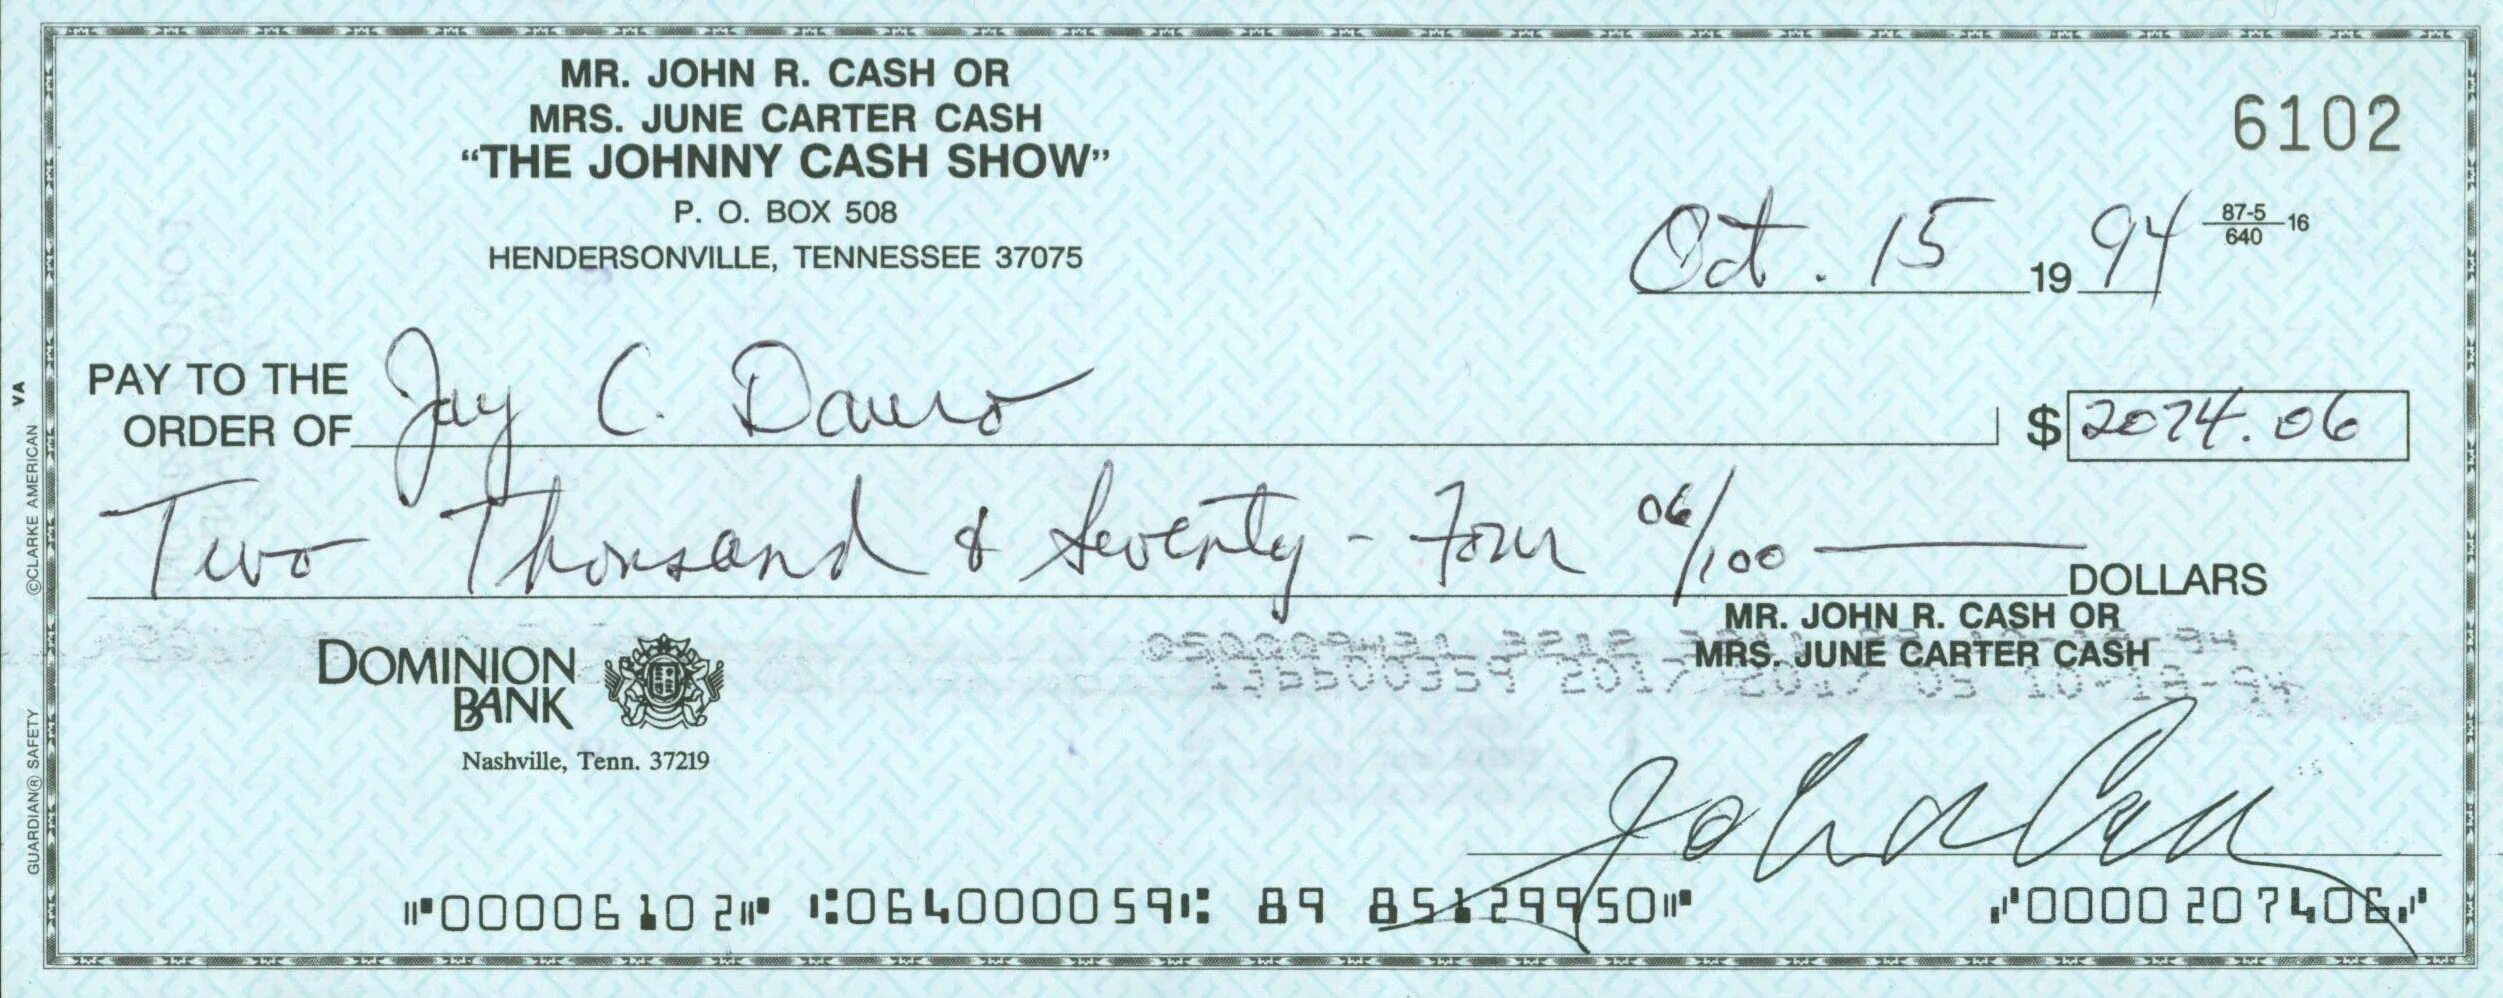 MR. JOHN R. CASH OR
MRS. JUNE CARTER CASH
"THE JOHNNY CASH SHOW"
P. O. BOX 508
HENDERSONVILLE, TENNESSEE 37075
6102
Oct. 15 19 94
87-5/640 16
PAY TO THE
ORDER OF Jay C. Dauro $ 2074.06
Two Thousand & Seventy-Four 06/100 DOLLARS
MR. JOHN R. CASH OR
MRS. JUNE CARTER CASH
DOMINION
BANK
Nashville, Tenn. 37219
John Cash
⑈00006102⑈ ⑆064000059⑆ 89 85129950⑈ ⑇0000207406⑇
VA
©CLARKE AMERICAN
GUARDIAN® SAFETY